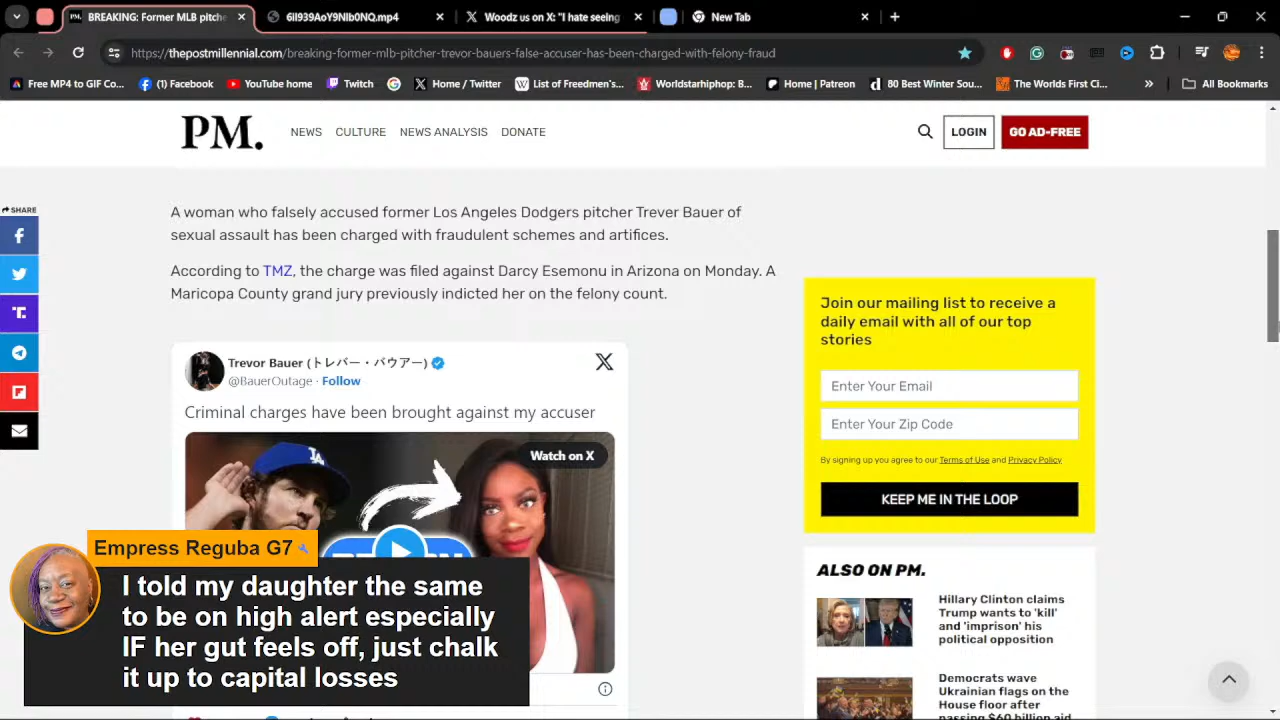 BREAKING: Former MLB pitche
6Il939AoY9Nlb0NQ.mp4
Woodz us on X: "I hate seeing
New Tab
https://thepostmillennial.com/breaking-former-mlb-pitcher-trevor-bauers-false-accuser-has-been-charged-with-felony-fraud
Free MP4 to GIF Co...
(1) Facebook
YouTube home
Twitch
Home / Twitter
List of Freedmen's...
Worldstarhiphop: B...
Home | Patreon
80 Best Winter Sou...
The Worlds First Cl...
All Bookmarks
PM.
NEWS
CULTURE
NEWS ANALYSIS
DONATE
LOGIN
GO AD-FREE
SHARE
A woman who falsely accused former Los Angeles Dodgers pitcher Trever Bauer of
sexual assault has been charged with fraudulent schemes and artifices.
According to TMZ, the charge was filed against Darcy Esemonu in Arizona on Monday. A
Maricopa County grand jury previously indicted her on the felony count.
Trevor Bauer (トレバー・バウアー)
@BauerOutage · Follow
Criminal charges have been brought against my accuser
Watch on X
LA
Join our mailing list to receive a
daily email with all of our top
stories
Enter Your Email
Enter Your Zip Code
By signing up you agree to our Terms of Use and Privacy Policy
KEEP ME IN THE LOOP
ALSO ON PM.
Hillary Clinton claims
Trump wants to 'kill'
and 'imprison' his
political opposition
Democrats wave
Ukrainian flags on the
House floor after
passing $60 billion aid
Empress Reguba G7
I told my daughter the same
to be on high alert especially
IF her gut feels off, just chalk
it up to capital losses